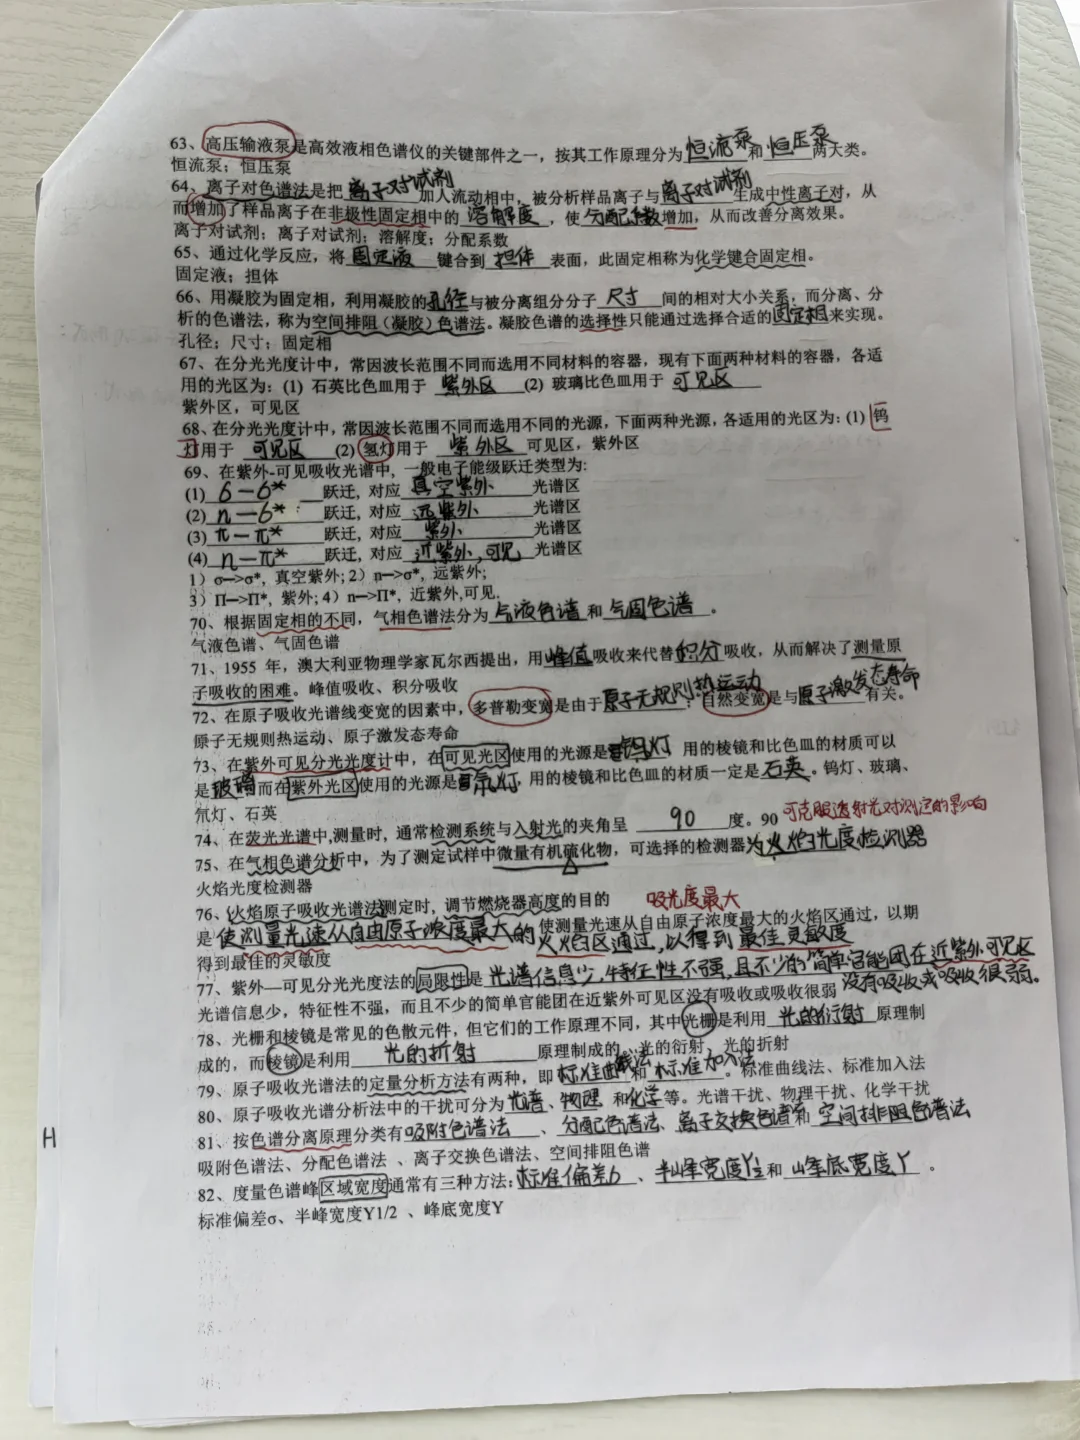 63、高压输液泵是高效液相色谱仪的关键部件之一，按其工作原理分为 恒流泵 和 恒压泵 两大类。
恒流泵；恒压泵
64、离子对色谱法是把 离子对试剂 加人流动相中，被分析样品离子与 离子对试剂 生成中性离子对，从
而增加了样品离子在非极性固定相中的 溶解度 ，使 分配系数 增加，从而改善分离效果。
离子对试剂；离子对试剂；溶解度；分配系数
65、通过化学反应，将 固定液 键合到 担体 表面，此固定相称为化学键合固定相。
固定液；担体
66、用凝胶为固定相，利用凝胶的 孔径 与被分离组分分子 尺寸 间的相对大小关系，而分离、分
析的色谱法，称为空间排阻（凝胶）色谱法。凝胶色谱的选择性只能通过选择合适的 固定相 来实现。
孔径；尺寸；固定相
67、在分光光度计中，常因波长范围不同而选用不同材料的容器，现有下面两种材料的容器，各适
用的光区为：(1) 石英比色皿用于 紫外区 (2) 玻璃比色皿用于 可见区
紫外区，可见区
68、在分光光度计中，常因波长范围不同而选用不同的光源，下面两种光源，各适用的光区为：(1) 钨
灯用于 可见区 (2) 氢灯用于 紫外区 可见区，紫外区
69、在紫外-可见吸收光谱中，一般电子能级跃迁类型为:
(1) б—б* 跃迁, 对应 真空紫外 光谱区
(2) n—б* 跃迁, 对应 远紫外 光谱区
(3) π—π* 跃迁, 对应 紫外 光谱区
(4) n—π* 跃迁, 对应 近紫外,可见 光谱区
1）σ—>σ*, 真空紫外; 2）n—>σ*, 远紫外;
3）Π—>Π*, 紫外; 4）n—>Π*, 近紫外,可见.
70、根据固定相的不同，气相色谱法分为 气液色谱 和 气固色谱 。
气液色谱、气固色谱
71、1955 年，澳大利亚物理学家瓦尔西提出，用 峰值 吸收来代替 积分 吸收，从而解决了测量原
子吸收的困难。峰值吸收、积分吸收
72、在原子吸收光谱线变宽的因素中，多普勒变宽是由于 原子无规则热运动 ；自然变宽是与 原子激发态寿命 有关。
原子无规则热运动、原子激发态寿命
73、在紫外可见分光光度计中，在可见光区使用的光源是 钨灯 用的棱镜和比色皿的材质可以
是 玻璃 而在紫外光区使用的光源是 氘灯，用的棱镜和比色皿的材质一定是 石英 。钨灯、玻璃、
氘灯、石英
74、在荧光光谱中,测量时, 通常检测系统与入射光的夹角呈 90 度。90 可克服透射光对测定的影响
75、在气相色谱分析中，为了测定试样中微量有机硫化物，可选择的检测器 为火焰光度检测器
火焰光度检测器
76、火焰原子吸收光谱法测定时, 调节燃烧器高度的目的 吸光度最大
是 使测量光速从自由原子浓度最大的火焰区通过,以得到最佳灵敏度 使测量光速从自由原子浓度最大的火焰区通过，以期
得到最佳的灵敏度
77、紫外—可见分光光度法的局限性是 光谱信息少,特征性不强,且不少的简单官能团在近紫外可见区没有吸收或吸收很弱。
光谱信息少，特征性不强，而且不少的简单官能团在近紫外可见区没有吸收或吸收很弱
78、光栅和棱镜是常见的色散元件，但它们的工作原理不同，其中光栅是利用 光的衍射 原理制
成的，而棱镜是利用 光的折射 原理制成的。光的衍射、光的折射
79、原子吸收光谱法的定量分析方法有两种，即 标准曲线法 和 标准加入法 。标准曲线法、标准加入法
80、原子吸收光谱分析法中的干扰可分为 光谱 、 物理 和 化学 等。光谱干扰、物理干扰、化学干扰
81、按色谱分离原理分类有 吸附色谱法 、 分配色谱法 、离子交换色谱 和 空间排阻色谱法
吸附色谱法、分配色谱法 、离子交换色谱法、空间排阻色谱
82、度量色谱峰区域宽度通常有三种方法: 标准偏差б 、 半峰宽度Y½ 和 峰底宽度Y 。
标准偏差σ、半峰宽度Y1/2 、峰底宽度Y
H